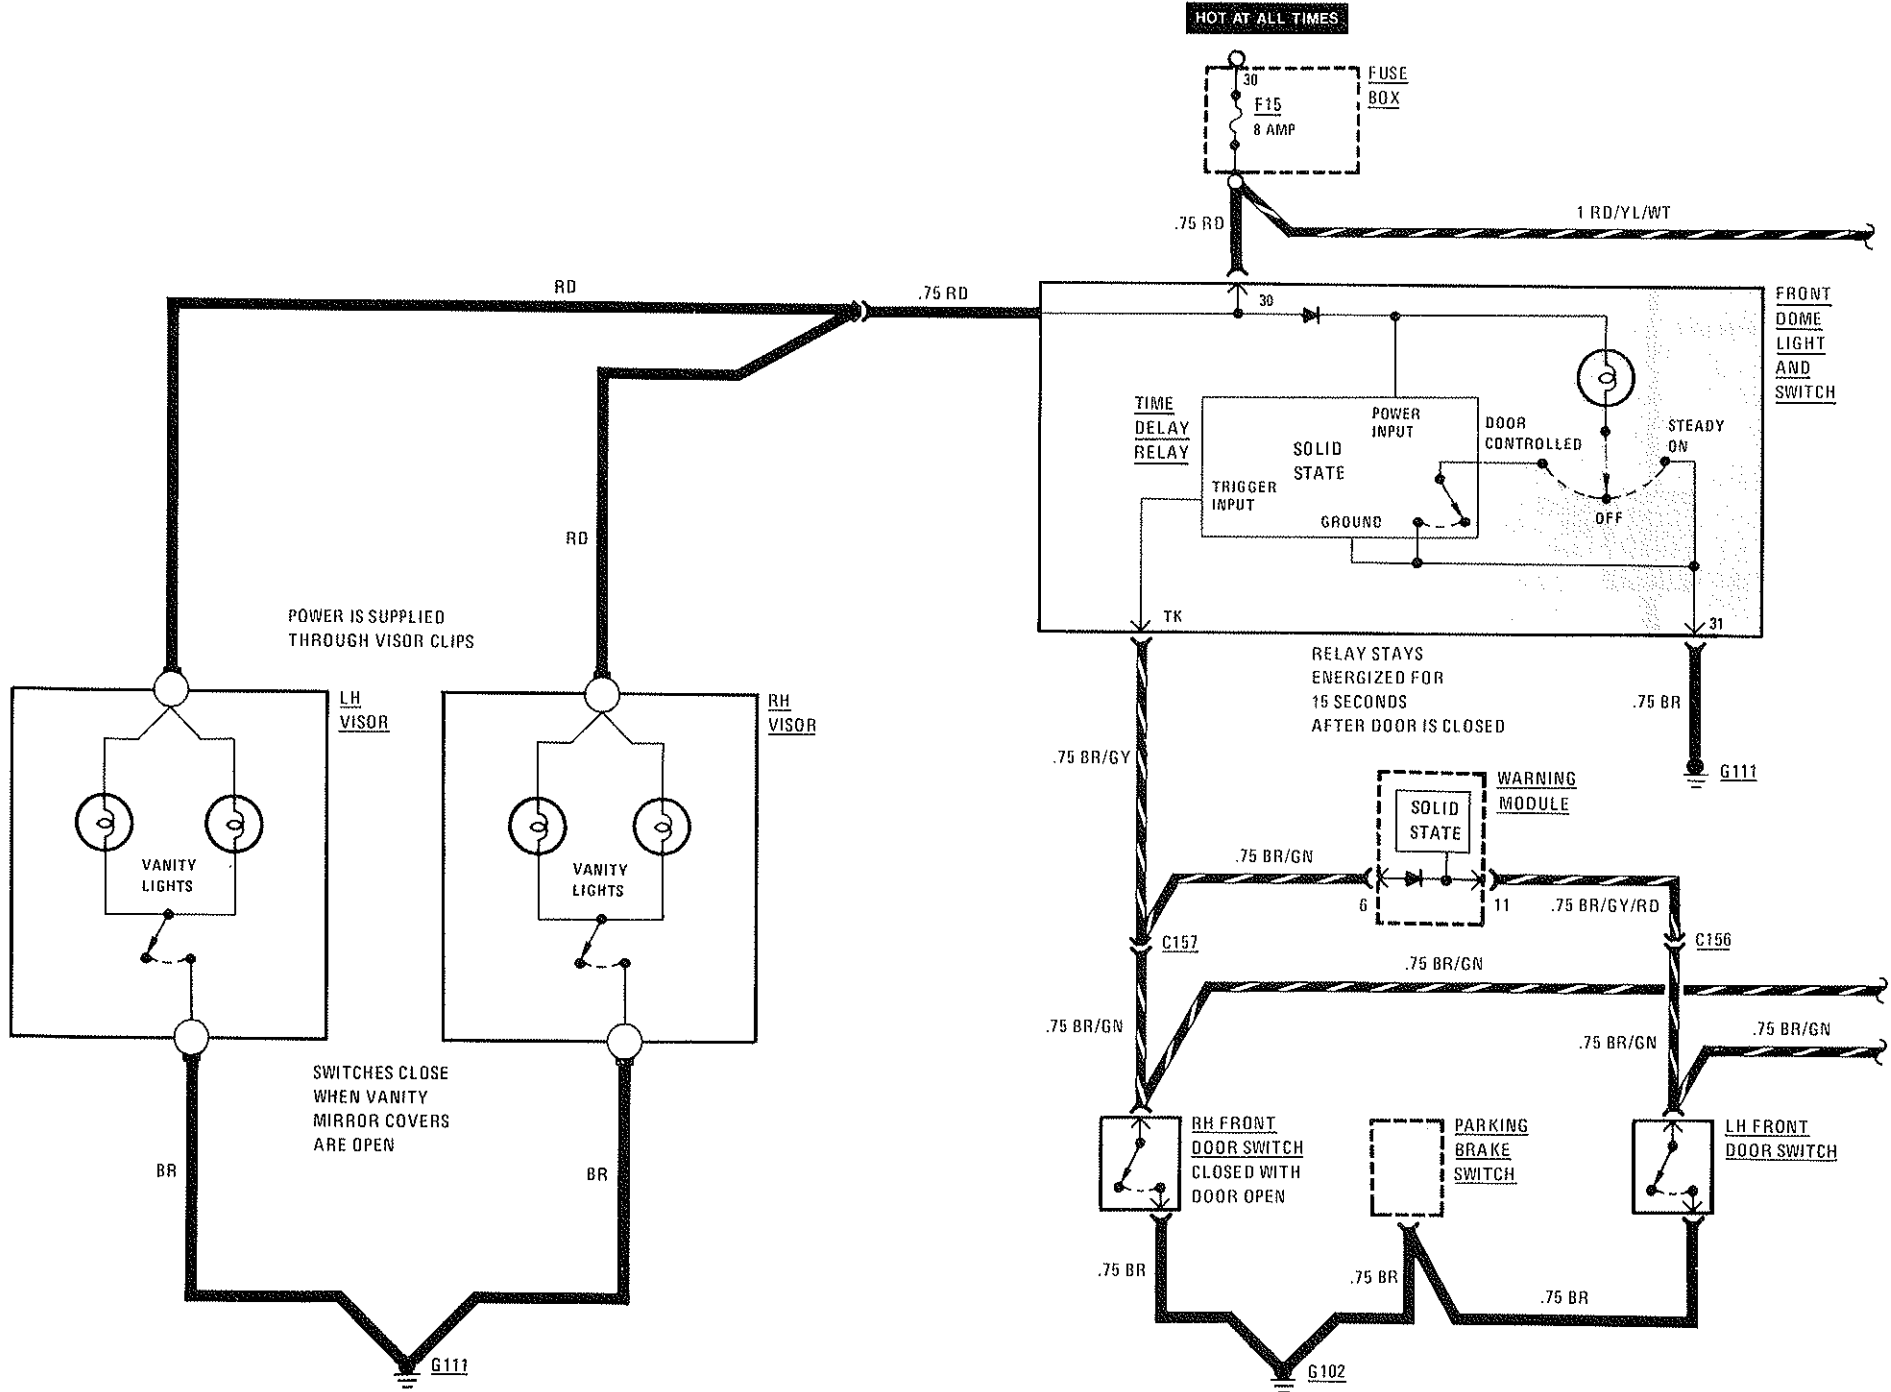 HOT AT ALL TIMES
30
F15
8 AMP
FUSE
BOX
.75 RD
1 RD/YL/WT
RD
.75 RD
30
FRONT
DOME
LIGHT
AND
SWITCH
TIME
DELAY
RELAY
POWER
INPUT
SOLID
STATE
TRIGGER
INPUT
GROUND
DOOR
CONTROLLED
STEADY
ON
OFF
RD
TK
31
POWER IS SUPPLIED
THROUGH VISOR CLIPS
RELAY STAYS
ENERGIZED FOR
15 SECONDS
AFTER DOOR IS CLOSED
.75 BR
G111
LH
VISOR
RH
VISOR
.75 BR/GY
WARNING
MODULE
SOLID
STATE
VANITY
LIGHTS
VANITY
LIGHTS
.75 BR/GN
6
11
.75 BR/GY/RD
C157
C156
.75 BR/GN
.75 BR/GN
.75 BR/GN
.75 BR/GN
SWITCHES CLOSE
WHEN VANITY
MIRROR COVERS
ARE OPEN
BR
BR
RH FRONT
DOOR SWITCH
CLOSED WITH
DOOR OPEN
PARKING
BRAKE
SWITCH
LH FRONT
DOOR SWITCH
.75 BR
.75 BR
.75 BR
G111
G102